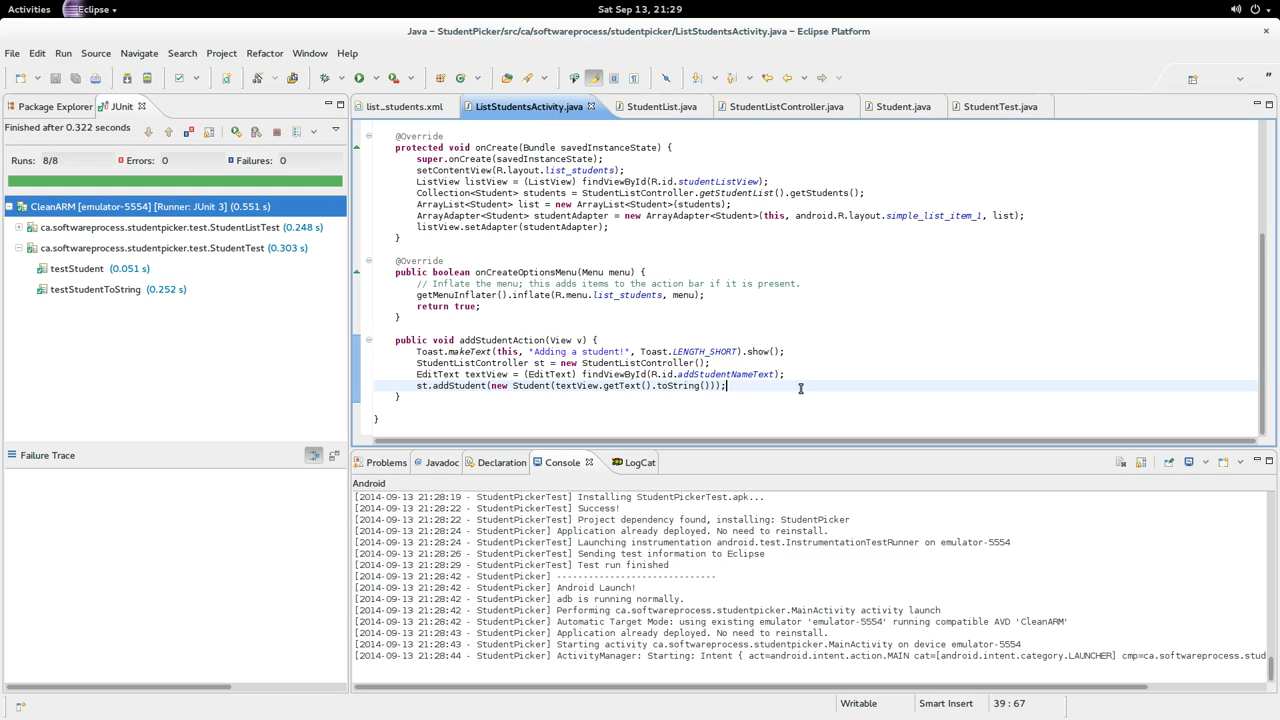 Activities
Eclipse
Sat Sep 13, 21:29
Java – StudentPicker/src/ca/softwareprocess/studentpicker/ListStudentsActivity.java – Eclipse Platform
File Edit Run Source Navigate Search Project Refactor Window Help
Package Explorer
JUnit
Finished after 0.322 seconds
Runs: 8/8
Errors: 0
Failures: 0
CleanARM [emulator-5554] [Runner: JUnit 3] (0.551 s)
ca.softwareprocess.studentpicker.test.StudentListTest (0.248 s)
ca.softwareprocess.studentpicker.test.StudentTest (0.303 s)
testStudent (0.051 s)
testStudentToString (0.252 s)
Failure Trace
list_students.xml
ListStudentsActivity.java
StudentList.java
StudentListController.java
Student.java
StudentTest.java
@Override
protected void onCreate(Bundle savedInstanceState) {
super.onCreate(savedInstanceState);
setContentView(R.layout.list_students);
ListView listView = (ListView) findViewById(R.id.studentListView);
Collection<Student> students = StudentListController.getStudentList().getStudents();
ArrayList<Student> list = new ArrayList<Student>(students);
ArrayAdapter<Student> studentAdapter = new ArrayAdapter<Student>(this, android.R.layout.simple_list_item_1, list);
listView.setAdapter(studentAdapter);
}
@Override
public boolean onCreateOptionsMenu(Menu menu) {
// Inflate the menu; this adds items to the action bar if it is present.
getMenuInflater().inflate(R.menu.list_students, menu);
return true;
}
public void addStudentAction(View v) {
Toast.makeText(this, "Adding a student!", Toast.LENGTH_SHORT).show();
StudentListController st = new StudentListController();
EditText textView = (EditText) findViewById(R.id.addStudentNameText);
st.addStudent(new Student(textView.getText().toString()));
}
}
Problems
Javadoc
Declaration
Console
LogCat
Android
[2014-09-13 21:28:19 - StudentPickerTest] Installing StudentPickerTest.apk...
[2014-09-13 21:28:22 - StudentPickerTest] Success!
[2014-09-13 21:28:22 - StudentPickerTest] Project dependency found, installing: StudentPicker
[2014-09-13 21:28:24 - StudentPickerTest] Application already deployed. No need to reinstall.
[2014-09-13 21:28:24 - StudentPickerTest] Launching instrumentation android.test.InstrumentationTestRunner on emulator-5554
[2014-09-13 21:28:26 - StudentPickerTest] Sending test information to Eclipse
[2014-09-13 21:28:29 - StudentPickerTest] Test run finished
[2014-09-13 21:28:42 - StudentPicker] ------------------------------
[2014-09-13 21:28:42 - StudentPicker] Android Launch!
[2014-09-13 21:28:42 - StudentPicker] adb is running normally.
[2014-09-13 21:28:42 - StudentPicker] Performing ca.softwareprocess.studentpicker.MainActivity activity launch
[2014-09-13 21:28:42 - StudentPicker] Automatic Target Mode: using existing emulator 'emulator-5554' running compatible AVD 'CleanARM'
[2014-09-13 21:28:43 - StudentPicker] Application already deployed. No need to reinstall.
[2014-09-13 21:28:43 - StudentPicker] Starting activity ca.softwareprocess.studentpicker.MainActivity on device emulator-5554
[2014-09-13 21:28:44 - StudentPicker] ActivityManager: Starting: Intent { act=android.intent.action.MAIN cat=[android.intent.category.LAUNCHER] cmp=ca.softwareprocess.stud
Writable
Smart Insert
39 : 67